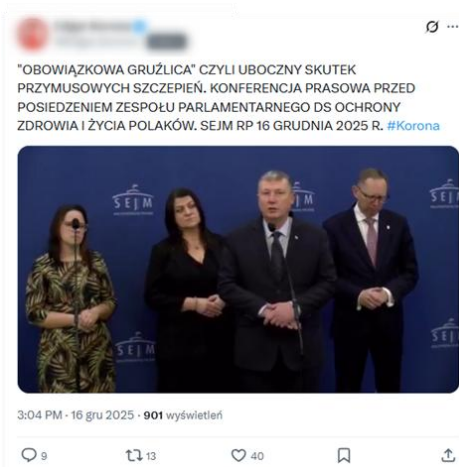 "OBOWIĄZKOWA GRUŹLICA" CZYLI UBOCZNY SKUTEK
PRZYMUSOWYCH SZCZEPIEŃ. KONFERENCJA PRASOWA PRZED
POSIEDZENIEM ZESPOŁU PARLAMENTARNEGO DS OCHRONY
ZDROWIA I ŻYCIA POLAKÓW. SEJM RP 16 GRUDNIA 2025 R. #Korona
SEJM
SEJM
SEJM
SEJM
SEJM
3:04 PM · 16 gru 2025 · 901 wyświetleń
9 13 40